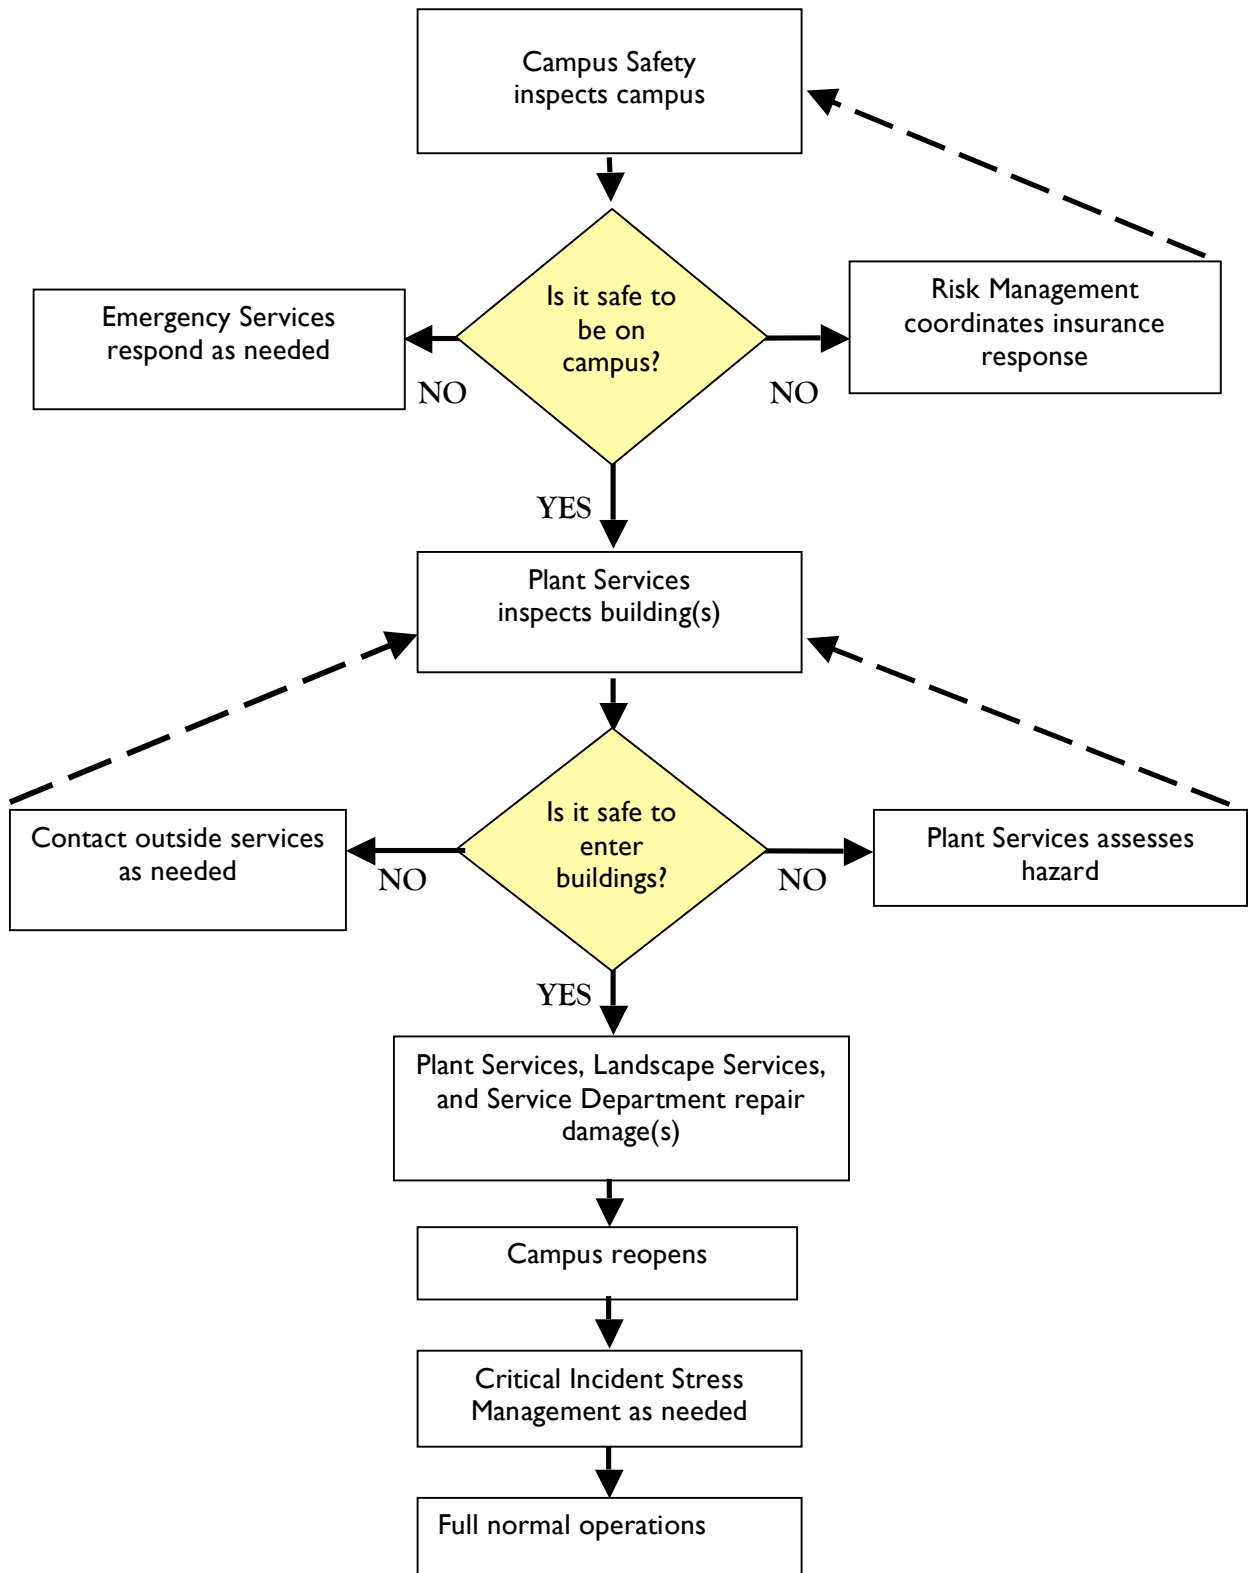 Campus Safety
inspects campus
Is it safe to
be on
campus?
Emergency Services
respond as needed
NO
NO
Risk Management
coordinates insurance
response
YES
Plant Services
inspects building(s)
Is it safe to
enter
buildings?
Contact outside services
as needed
NO
NO
Plant Services assesses
hazard
YES
Plant Services, Landscape Services,
and Service Department repair
damage(s)
Campus reopens
Critical Incident Stress
Management as needed
Full normal operations